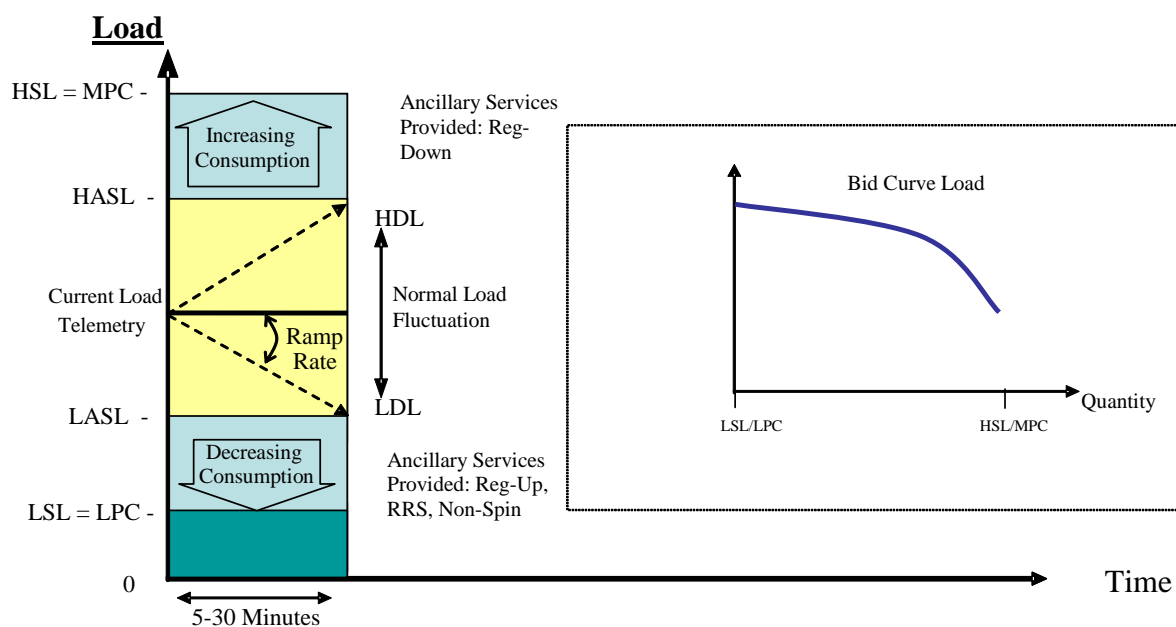 Load
HSL = MPC -
Increasing
Consumption
Ancillary Services
Provided: Reg-
Down
HASL -
HDL
Current Load
Telemetry
Normal Load
Fluctuation
Ramp
Rate
LDL
LASL -
Decreasing
Consumption
Ancillary Services
Provided: Reg-Up,
RRS, Non-Spin
LSL = LPC -
0
5-30 Minutes
Time
Bid Curve Load
Quantity
LSL/LPC
HSL/MPC